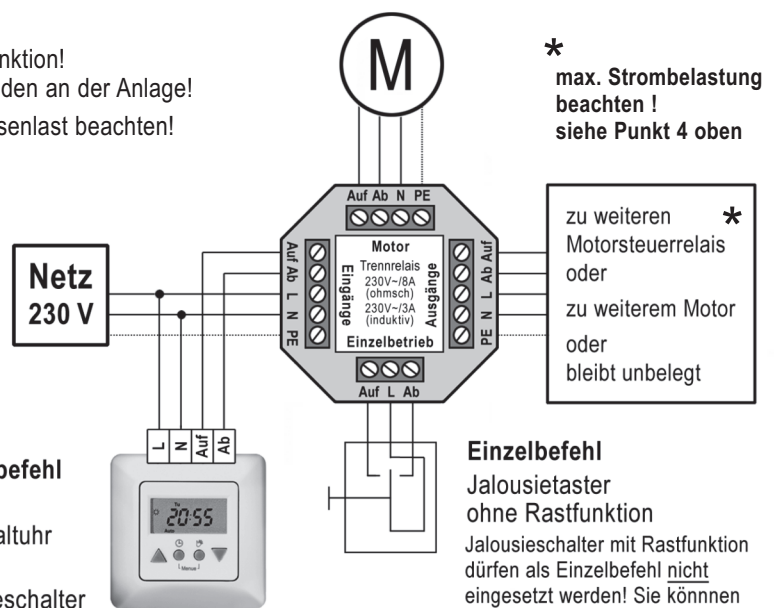 nktion!
den an der Anlage!
senlast beachten!
M
*
max. Strombelastung
beachten !
siehe Punkt 4 oben
Auf Ab N PE
Netz
230 V
Auf
Ab
L
N
PE
Eingänge
Motor
Trennrelais
230V~/8A
(ohmsch)
230V~/3A
(induktiv)
Einzelbetrieb
Ausgänge
Auf
Ab
L
N
PE
zu weiteren *
Motorsteuerrelais
oder
zu weiterem Motor
oder
bleibt unbelegt
Auf L Ab
L N Auf Ab
Tu
20:55
Auto
Menue
befehl
altuhr
eschalter
Einzelbefehl
Jalousietaster
ohne Rastfunktion
Jalousieschalter mit Rastfunktion
dürfen als Einzelbefehl nicht
eingesetzt werden! Sie könnnen